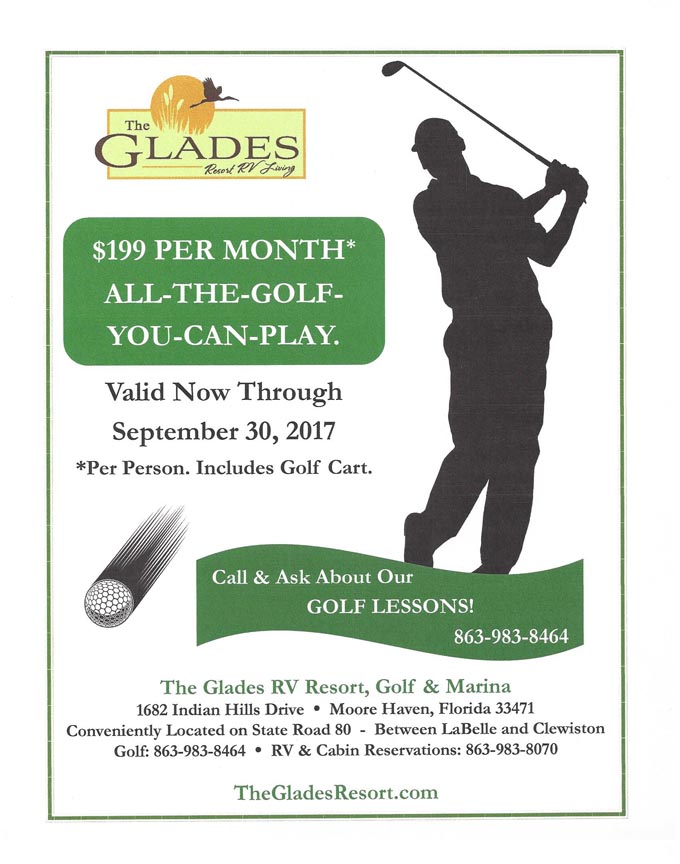 The
GLADES
Resort RV Living
$199 PER MONTH*
ALL-THE-GOLF-
YOU-CAN-PLAY.
Valid Now Through
September 30, 2017
*Per Person. Includes Golf Cart.
Call & Ask About Our
GOLF LESSONS!
863-983-8464
The Glades RV Resort, Golf & Marina
1682 Indian Hills Drive • Moore Haven, Florida 33471
Conveniently Located on State Road 80 - Between LaBelle and Clewiston
Golf: 863-983-8464 • RV & Cabin Reservations: 863-983-8070
TheGladesResort.com